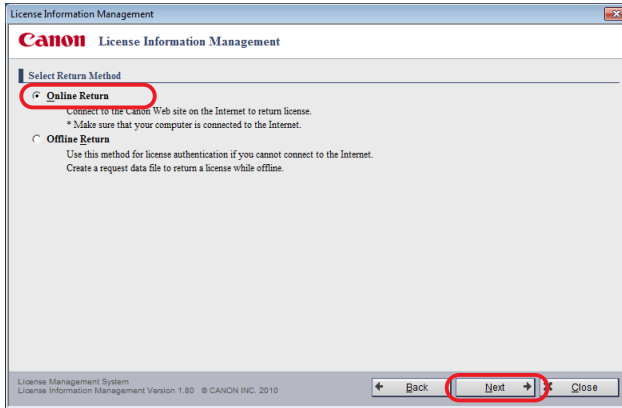 License Information Management
Canon License Information Management
Select Return Method
Online Return
Connect to the Canon Web site on the Internet to return license.
* Make sure that your computer is connected to the Internet.
Offline Return
Use this method for license authentication if you cannot connect to the Internet.
Create a request data file to return a license while offline.
License Management System
License Information Management Version 1.80 © CANON INC. 2010
Back Next Close